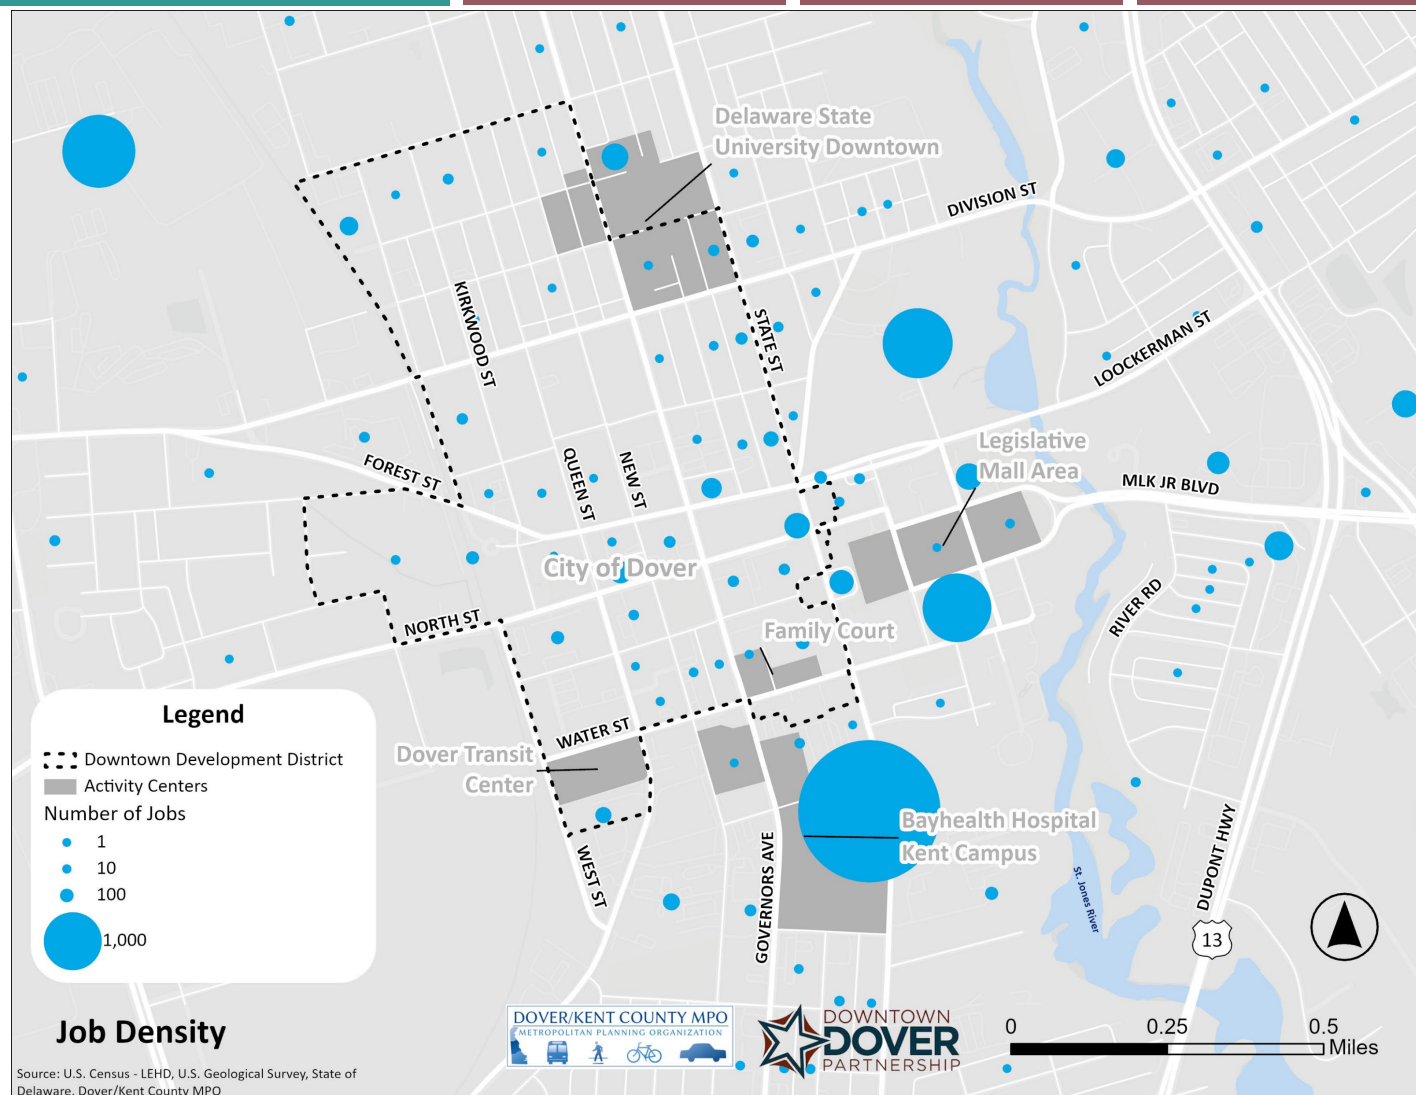 Delaware State
University Downtown
DIVISION ST
KIRKWOOD ST
STATE ST
LOOCKERMAN ST
Legislative
Mall Area
FOREST ST
QUEEN ST
NEW ST
MLK JR BLVD
City of Dover
RIVER RD
NORTH ST
Family Court
Legend
Downtown Development District
Activity Centers
Number of Jobs
1
10
100
1,000
WATER ST
Dover Transit
Center
Bayhealth Hospital
Kent Campus
WEST ST
GOVERNORS AVE
DUPONT HWY
St. Jones River
13
Job Density
DOVER/KENT COUNTY MPO
METROPOLITAN PLANNING ORGANIZATION
DOWNTOWN
DOVER
PARTNERSHIP
0 0.25 0.5
Miles
Source: U.S. Census - LEHD, U.S. Geological Survey, State of
Delaware, Dover/Kent County MPO